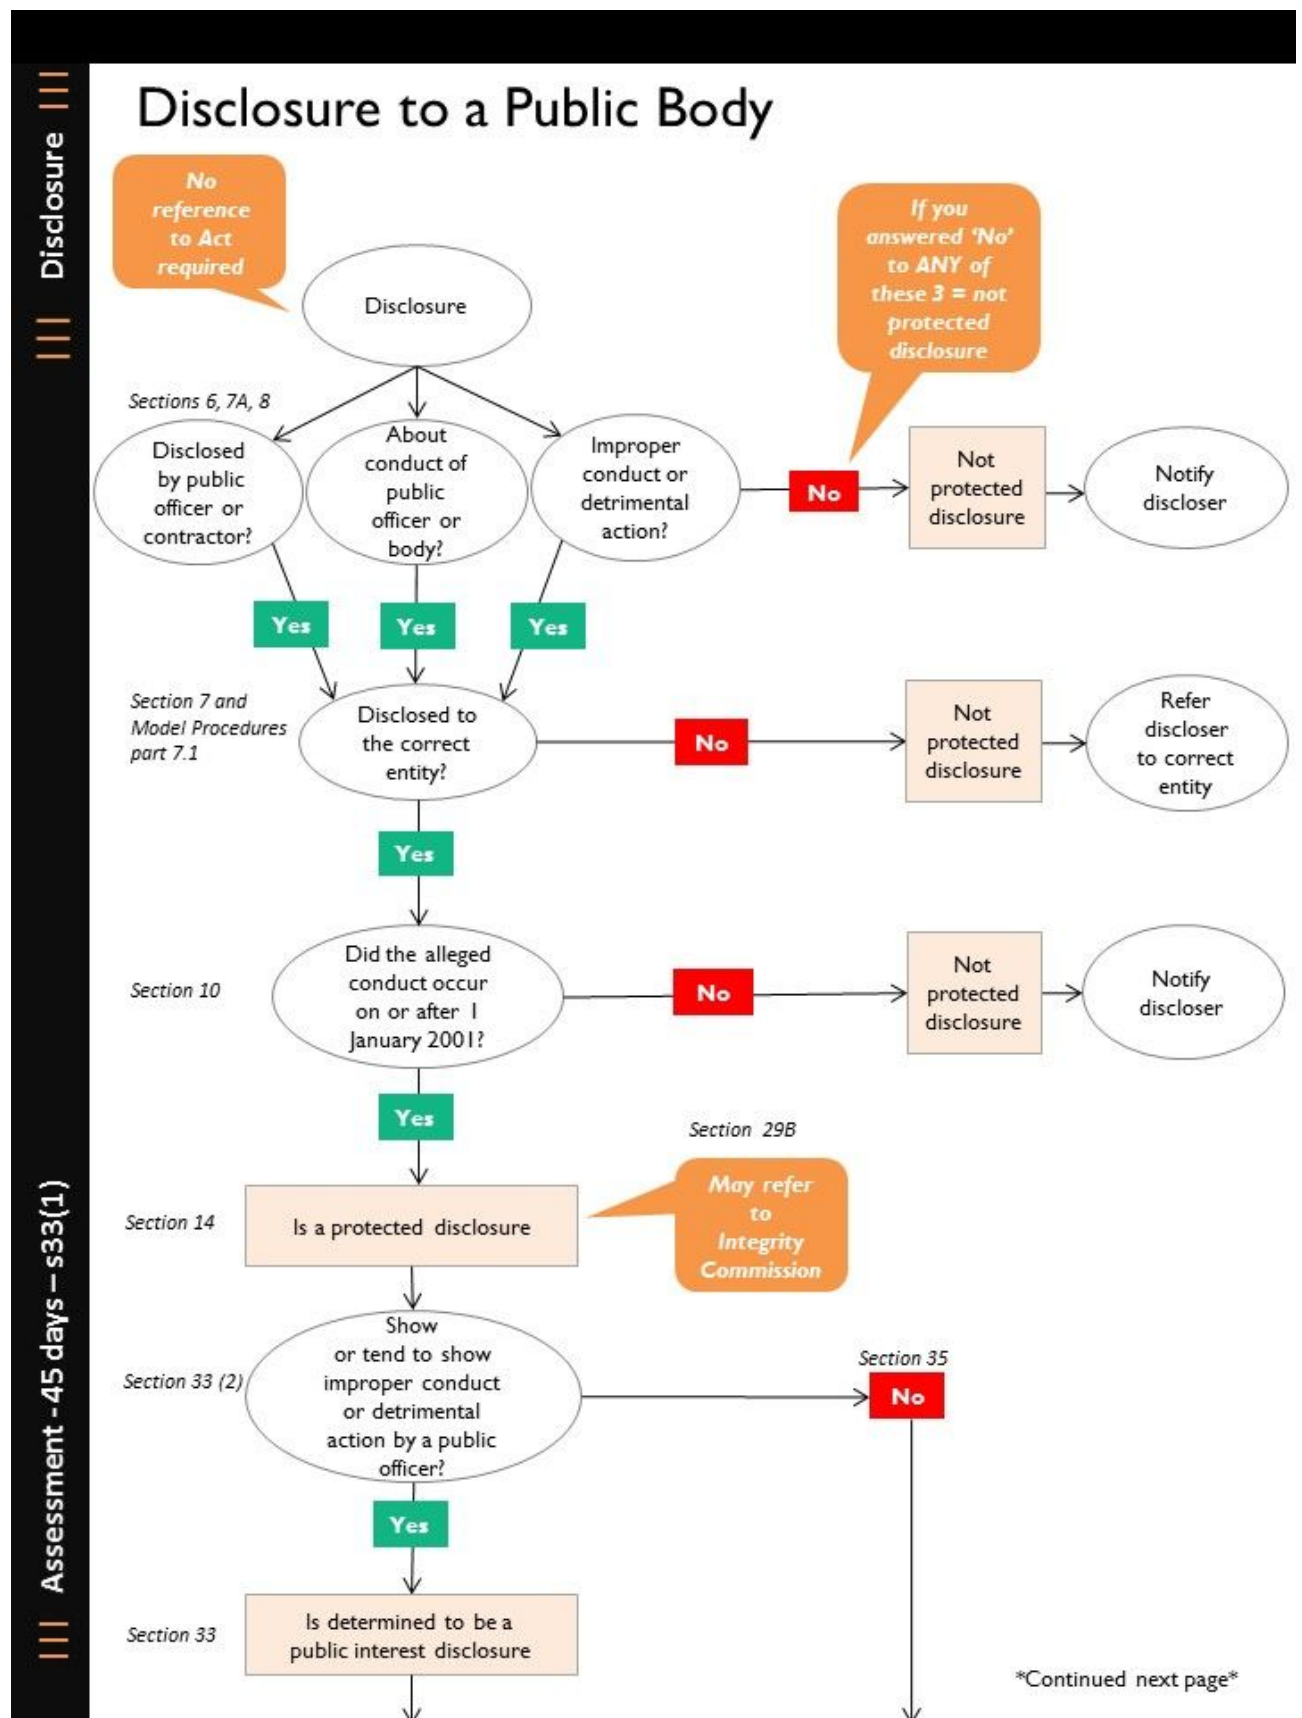 Disclosure to a Public Body
Disclosure
No
reference
to Act
required
If you
answered ‘No’
to ANY of
these 3 = not
protected
disclosure
Disclosure
Sections 6, 7A, 8
Disclosed
by public
officer or
contractor?
About
conduct of
public
officer or
body?
Improper
conduct or
detrimental
action?
No
Not
protected
disclosure
Notify
discloser
Yes
Yes
Yes
Section 7 and
Model Procedures
part 7.1
Disclosed to
the correct
entity?
No
Not
protected
disclosure
Refer
discloser
to correct
entity
Yes
Section 10
Did the alleged
conduct occur
on or after 1
January 2001?
No
Not
protected
disclosure
Notify
discloser
Yes
Assessment - 45 days – s33(1)
Section 14
Is a protected disclosure
Section 29B
May refer
to
Integrity
Commission
Section 33 (2)
Show
or tend to show
improper conduct
or detrimental
action by a public
officer?
Section 35
No
Yes
Section 33
Is determined to be a
public interest disclosure
*Continued next page*